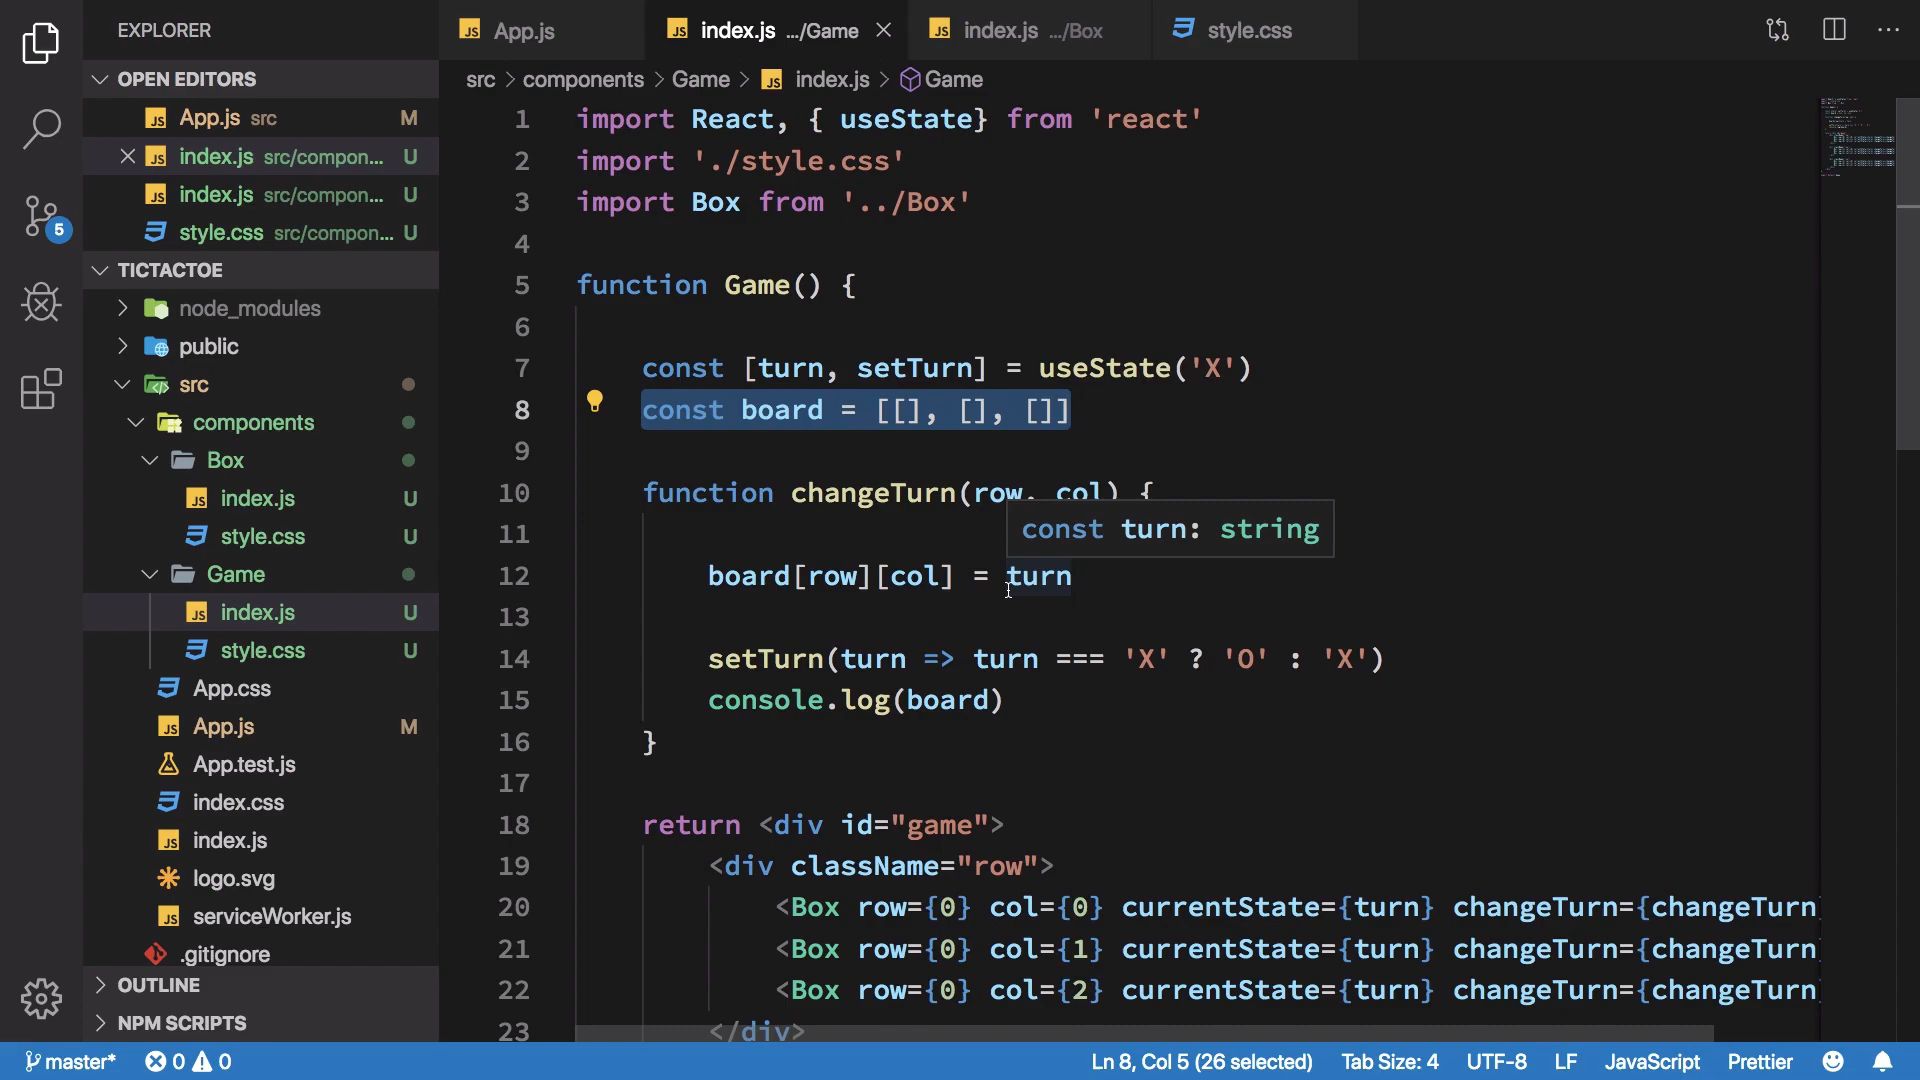 EXPLORER
OPEN EDITORS
App.js src M
index.js src/compon... U
index.js src/compon... U
style.css src/compon... U
TICTACTOE
node_modules
public
src
components
Box
index.js U
style.css U
Game
index.js U
style.css U
App.css
App.js M
App.test.js
index.css
index.js
logo.svg
serviceWorker.js
.gitignore
OUTLINE
NPM SCRIPTS
5
App.js
index.js .../Game
index.js .../Box
style.css
src > components > Game > index.js > Game
1 import React, { useState} from 'react'
2 import './style.css'
3 import Box from '../Box'
4
5 function Game() {
6
7 const [turn, setTurn] = useState('X')
8 const board = [[], [], []]
9
10 function changeTurn(row, col) {
11
const turn: string
12 board[row][col] = turn
13
14 setTurn(turn => turn === 'X' ? 'O' : 'X')
15 console.log(board)
16 }
17
18 return <div id="game">
19 <div className="row">
20 <Box row={0} col={0} currentState={turn} changeTurn={changeTurn}
21 <Box row={0} col={1} currentState={turn} changeTurn={changeTurn}
22 <Box row={0} col={2} currentState={turn} changeTurn={changeTurn
23 </div>
master* 0 0
Ln 8, Col 5 (26 selected) Tab Size: 4 UTF-8 LF JavaScript Prettier